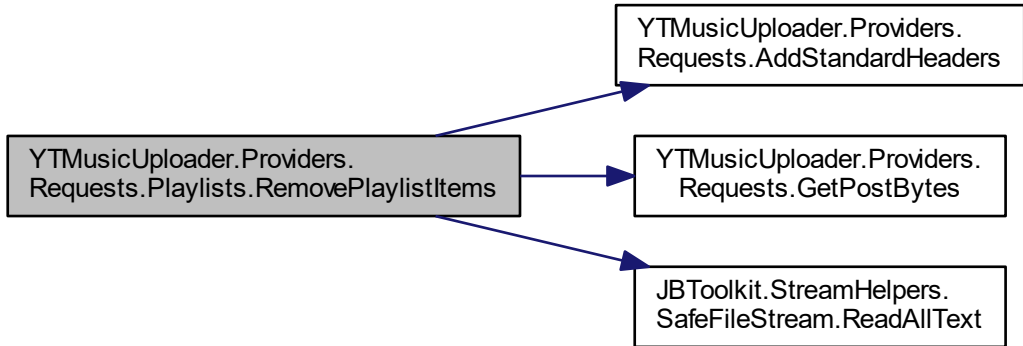 YTMusicUploader.Providers.
Requests.AddStandardHeaders
YTMusicUploader.Providers.
Requests.Playlists.RemovePlaylistItems
YTMusicUploader.Providers.
Requests.GetPostBytes
JBToolkit.StreamHelpers.
SafeFileStream.ReadAllText